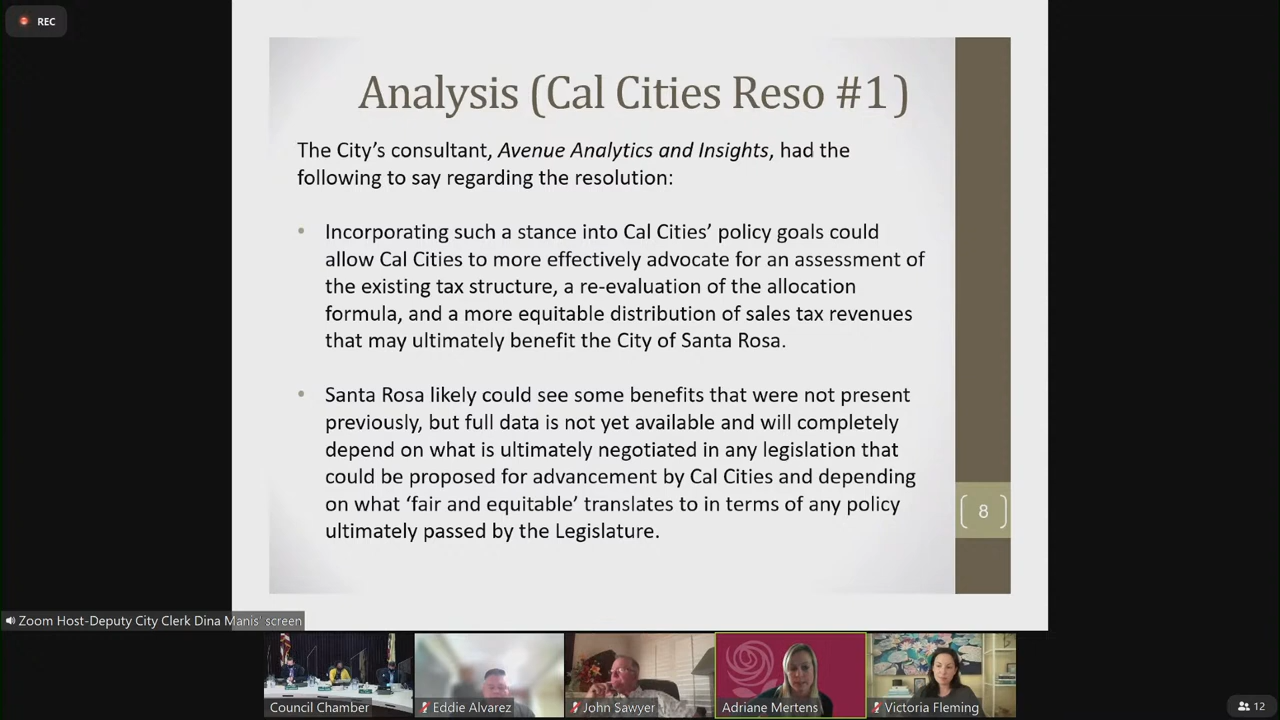 REC
Analysis (Cal Cities Reso #1)
The City's consultant, Avenue Analytics and Insights, had the
following to say regarding the resolution:
• Incorporating such a stance into Cal Cities' policy goals could
allow Cal Cities to more effectively advocate for an assessment of
the existing tax structure, a re-evaluation of the allocation
formula, and a more equitable distribution of sales tax revenues
that may ultimately benefit the City of Santa Rosa.
• Santa Rosa likely could see some benefits that were not present
previously, but full data is not yet available and will completely
depend on what is ultimately negotiated in any legislation that
could be proposed for advancement by Cal Cities and depending
on what 'fair and equitable' translates to in terms of any policy
ultimately passed by the Legislature.
8
Zoom Host-Deputy City Clerk Dina Manis' screen
Council Chamber
Eddie Alvarez
John Sawyer
Adriane Mertens
Victoria Fleming
12